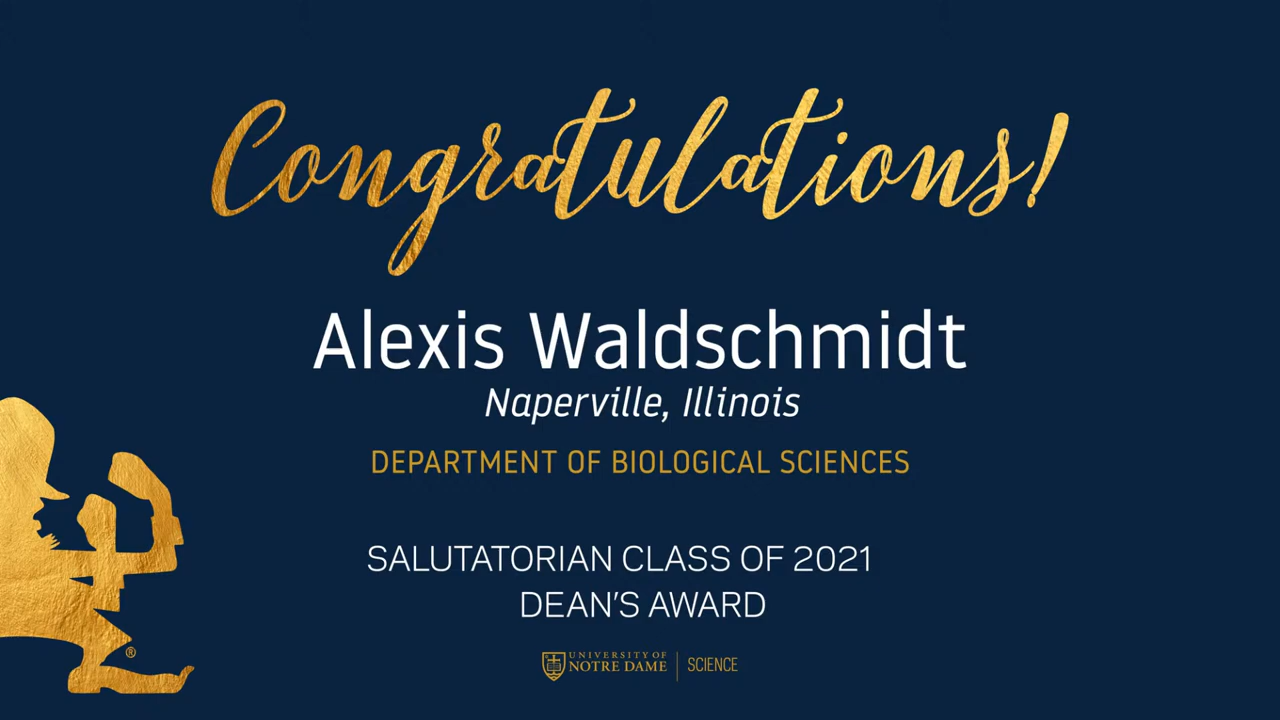 Congratulations!
Alexis Waldschmidt
Naperville, Illinois
DEPARTMENT OF BIOLOGICAL SCIENCES
SALUTATORIAN CLASS OF 2021
DEAN'S AWARD
®
UNIVERSITY OF
NOTRE DAME | SCIENCE